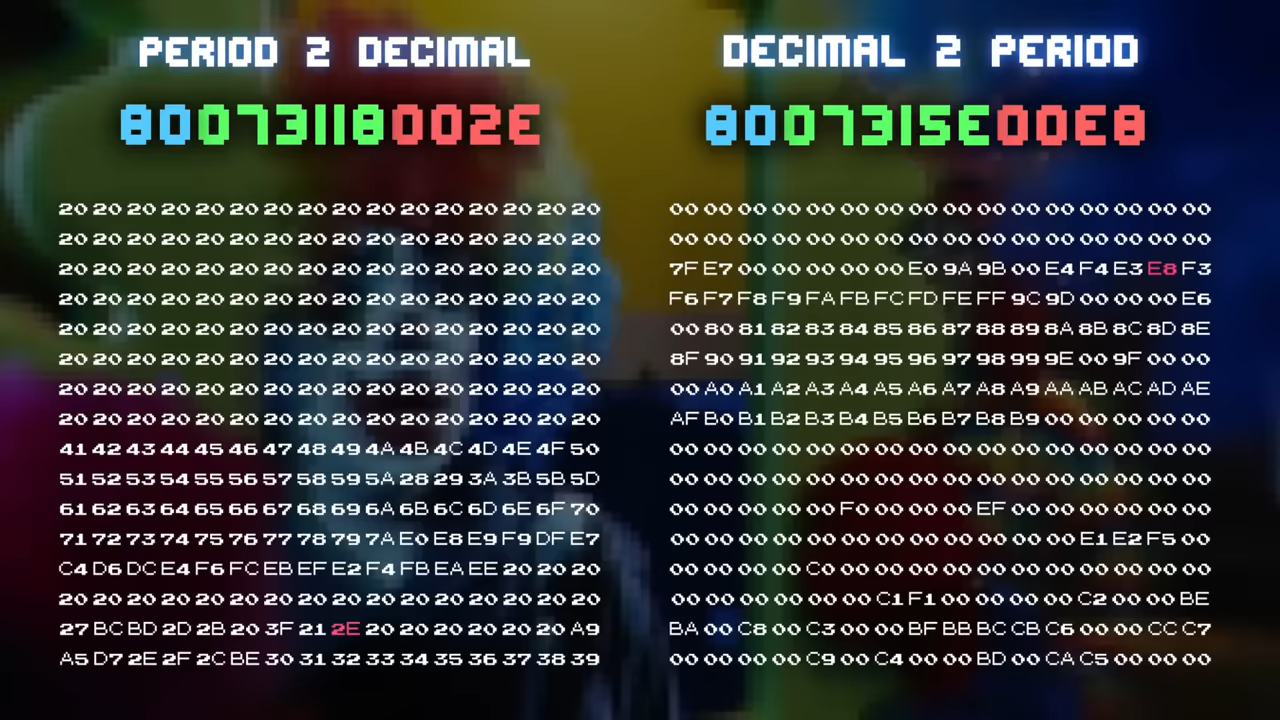 PERIOD 2 DECIMAL
80073118002E
20 20 20 20 20 20 20 20 20 20 20 20 20 20 20 20
20 20 20 20 20 20 20 20 20 20 20 20 20 20 20 20
20 20 20 20 20 20 20 20 20 20 20 20 20 20 20 20
20 20 20 20 20 20 20 20 20 20 20 20 20 20 20 20
20 20 20 20 20 20 20 20 20 20 20 20 20 20 20 20
20 20 20 20 20 20 20 20 20 20 20 20 20 20 20 20
20 20 20 20 20 20 20 20 20 20 20 20 20 20 20 20
20 20 20 20 20 20 20 20 20 20 20 20 20 20 20 20
41 42 43 44 45 46 47 48 49 4A 4B 4C 4D 4E 4F 50
51 52 53 54 55 56 57 58 59 5A 28 29 3A 3B 5B 5D
61 62 63 64 65 66 67 68 69 6A 6B 6C 6D 6E 6F 70
71 72 73 74 75 76 77 78 79 7A E0 E8 E9 F9 DF E7
C4 D6 DC E4 F6 FC EB EF E2 F4 FB EA EE 20 20 20
20 20 20 20 20 20 20 20 20 20 20 20 20 20 20 20
27 BC BD 2D 2B 20 3F 21 2E 20 20 20 20 20 20 A9
A5 D7 2E 2F 2C BE 30 31 32 33 34 35 36 37 38 39
DECIMAL 2 PERIOD
8007315E00E8
00 00 00 00 00 00 00 00 00 00 00 00 00 00 00 00
00 00 00 00 00 00 00 00 00 00 00 00 00 00 00 00
7F E7 00 00 00 00 00 E0 9A 9B 00 E4 F4 E3 E8 F3
F6 F7 F8 F9 FA FB FC FD FE FF 9C 9D 00 00 00 E6
00 80 81 82 83 84 85 86 87 88 89 8A 8B 8C 8D 8E
8F 90 91 92 93 94 95 96 97 98 99 9E 00 9F 00 00
00 A0 A1 A2 A3 A4 A5 A6 A7 A8 A9 AA AB AC AD AE
AF B0 B1 B2 B3 B4 B5 B6 B7 B8 B9 00 00 00 00 00
00 00 00 00 00 00 00 00 00 00 00 00 00 00 00 00
00 00 00 00 00 00 00 00 00 00 00 00 00 00 00 00
00 00 00 00 00 F0 00 00 00 EF 00 00 00 00 00 00
00 00 00 00 00 00 00 00 00 00 00 00 E1 E2 F5 00
00 00 00 00 C0 00 00 00 00 00 00 00 00 00 00 00
00 00 00 00 00 00 C1 F1 00 00 00 00 C2 00 00 BE
BA 00 C8 00 C3 00 00 BF BB BC CB C6 00 00 CC C7
00 00 00 00 C9 00 C4 00 00 BD 00 CA C5 00 00 00